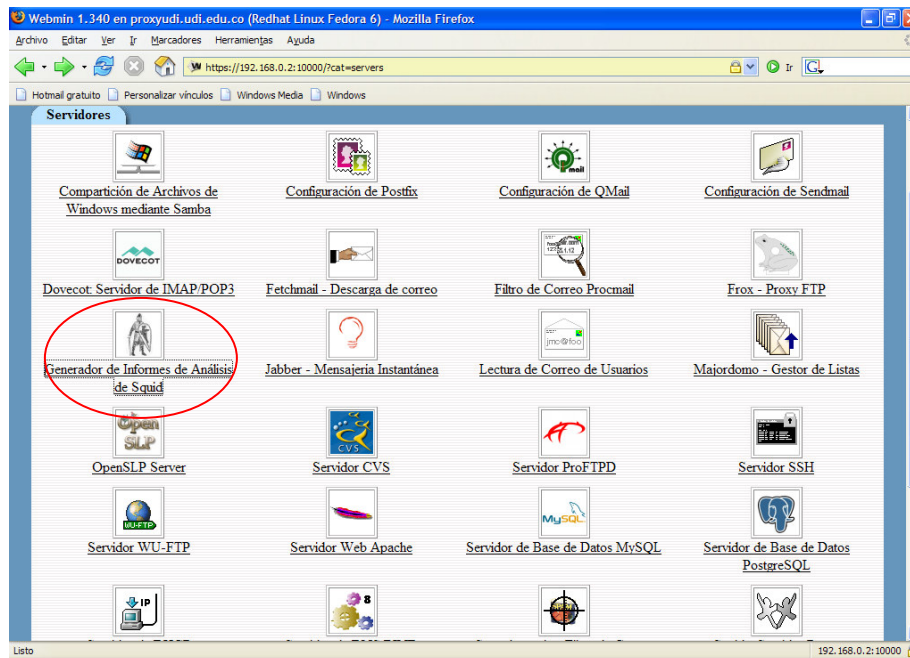 Webmin 1.340 en proxyudi.udi.edu.co (Redhat Linux Fedora 6) - Mozilla Firefox
Archivo Editar Ver Ir Marcadores Herramientas Ayuda
https://192.168.0.2:10000/?cat=servers
Ir
G
Hotmail gratuito Personalizar vínculos Windows Media Windows
Servidores
Compartición de Archivos de Configuración de Postfix Configuración de QMail Configuración de Sendmail
Windows mediante Samba
DOVECOT
Dovecot: Servidor de IMAP/POP3 Fetchmail - Descarga de correo Filtro de Correo Procmail Frox - Proxy FTP
jmc@foo
Generador de Informes de Análisis Jabber - Mensajeria Instantánea Lectura de Correo de Usuarios Majordomo - Gestor de Listas
de Squid
Open
SLP
CVS
OpenSLP Server Servidor CVS Servidor ProFTPD Servidor SSH
WU-FTP
MySQL
Servidor WU-FTP Servidor Web Apache Servidor de Base de Datos MySQL Servidor de Base de Datos
PostgreSQL
IP
8
Listo
192.168.0.2:10000